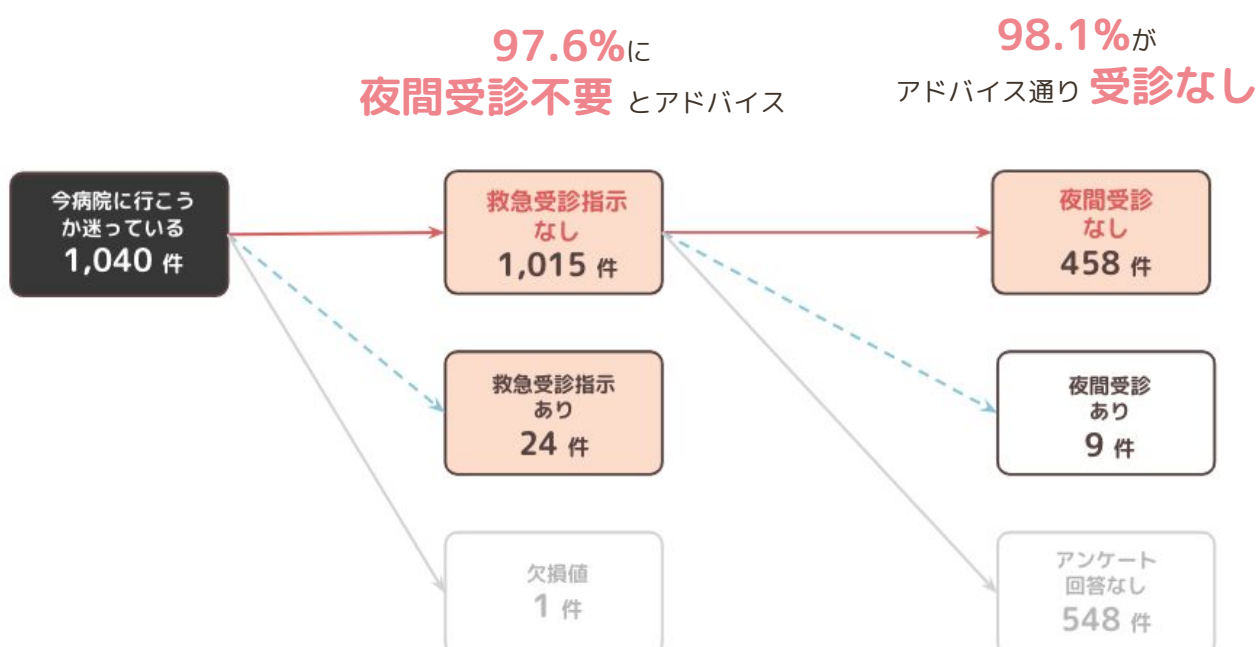 97.6%に
夜間受診不要 とアドバイス
98.1%が
アドバイス通り 受診なし
今病院に行こう
か迷っている
1,040 件
救急受診指示
なし
1,015 件
夜間受診
なし
458 件
救急受診指示
あり
24 件
夜間受診
あり
9 件
欠損値
1 件
アンケート
回答なし
548 件